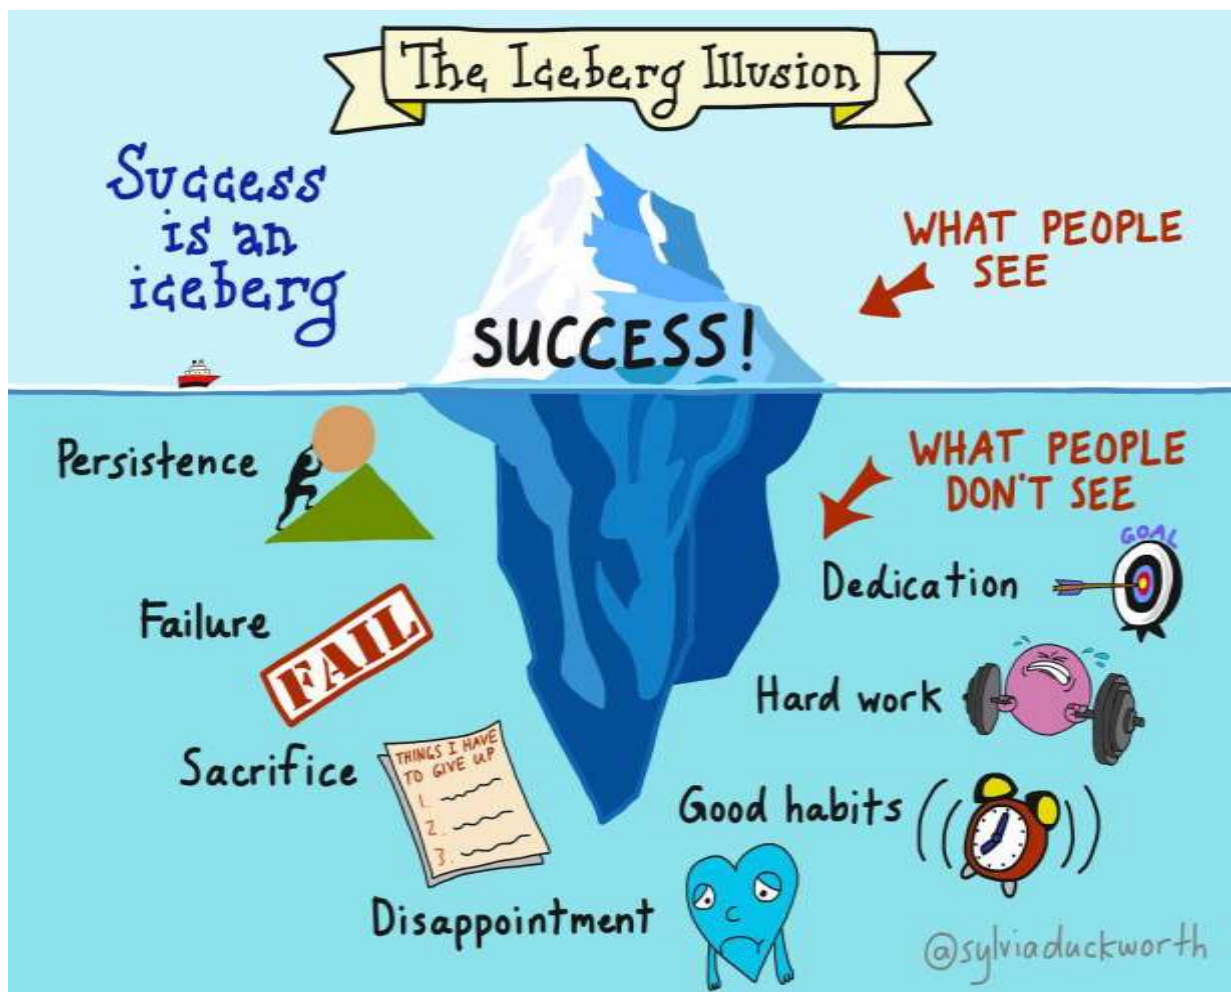 The Iceberg Illusion
Success
is an
iceberg
WHAT PEOPLE
SEE
SUCCESS!
WHAT PEOPLE
DON'T SEE
Persistence
GOAL
Dedication
Failure
FAIL
Hard work
Sacrifice
THINGS I HAVE
TO GIVE UP
1.
2.
3.
Good habits
Disappointment
@sylviaduckworth